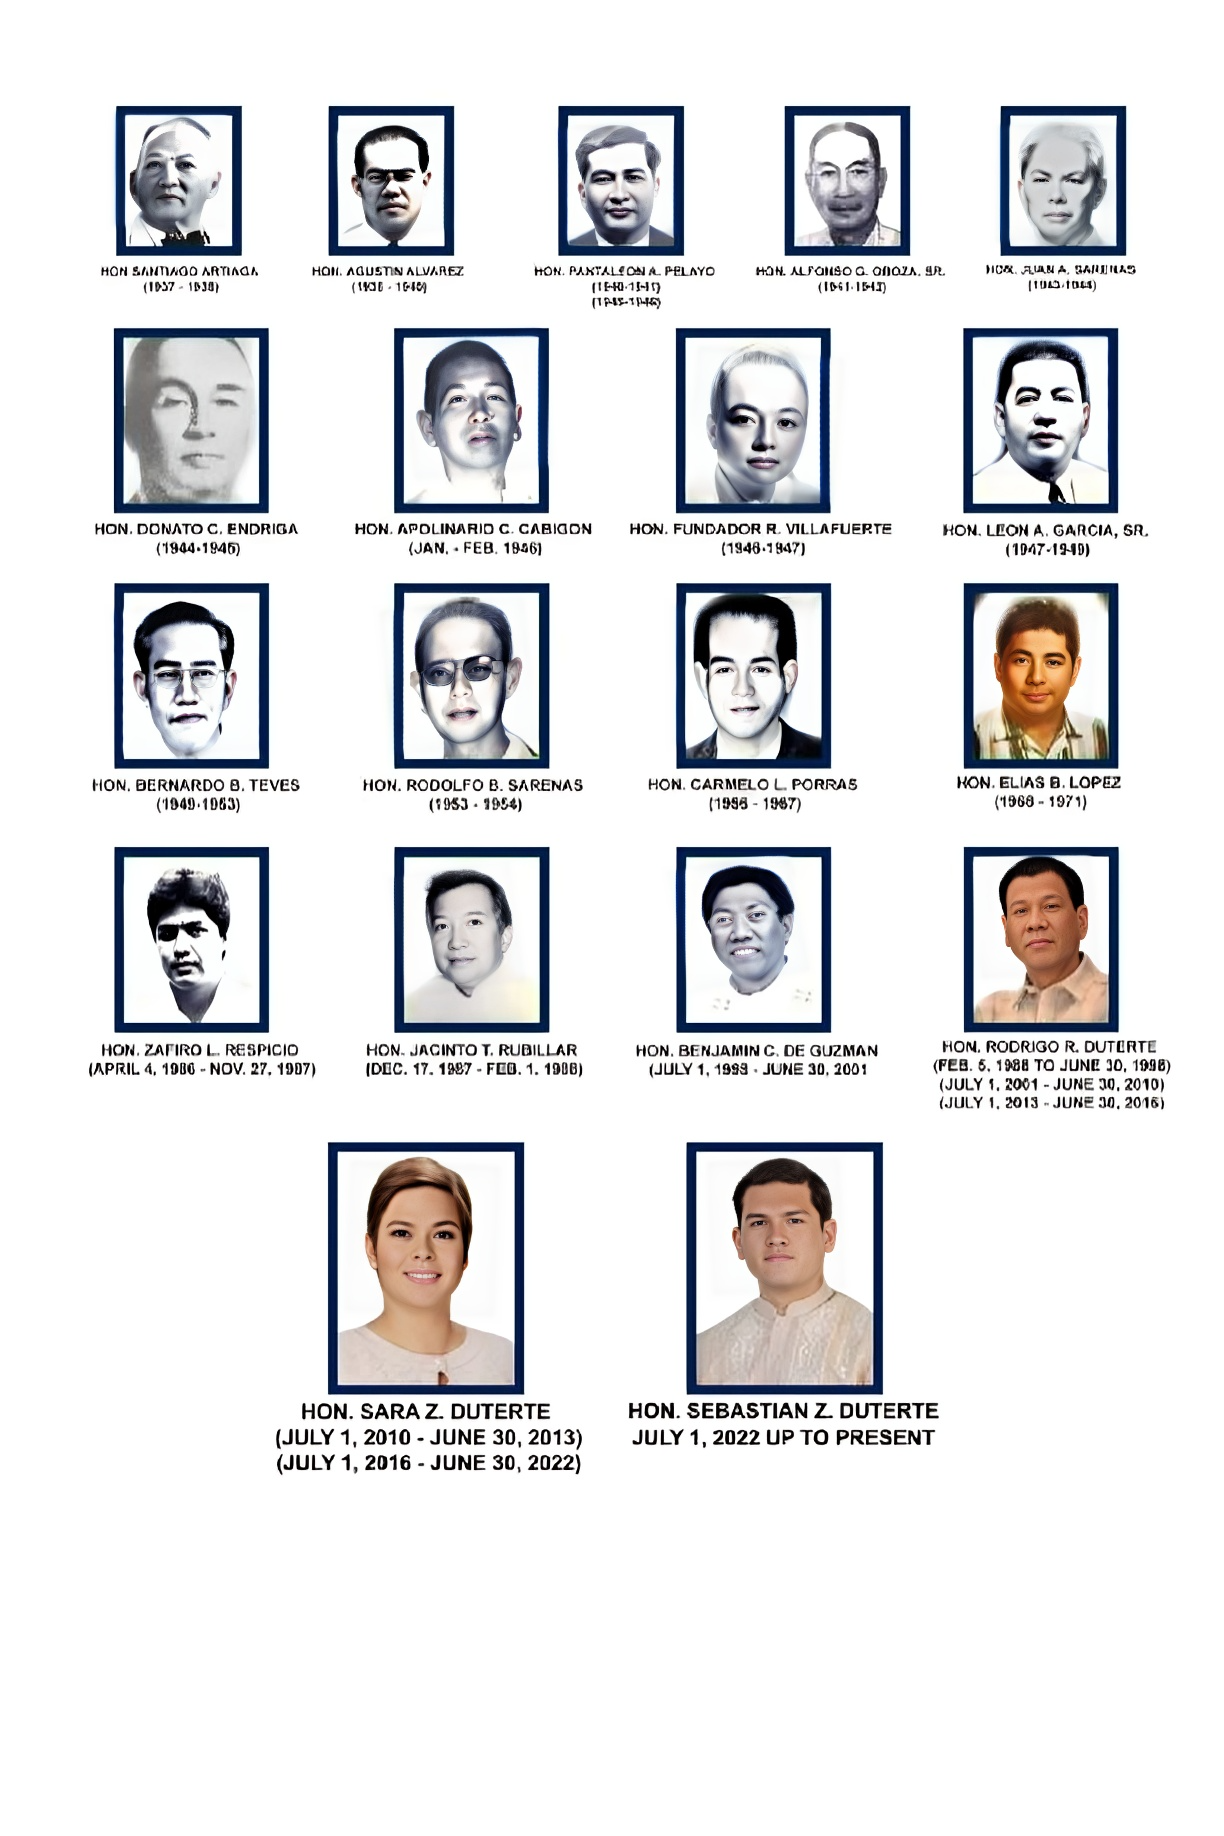 HON SANTIAGO ARTIAGA
HON. AGUSTIN ALVAREZ
HON. PANTALEON A. PELAYO
HON. ALFONSO G. OBOZA, SR.
HON. JUAN A. SARENAS
HON. DONATO C. ENDRIGA
(1944-1945)
HON. APOLINARIO C. CABIGON
(JAN. - FEB. 1946)
HON. FUNDADOR R. VILLAFUERTE
(1946-1947)
HON. LEON A. GARCIA, SR.
(1947-1949)
HON. BERNARDO B. TEVES
(1949-1953)
HON. RODOLFO B. SARENAS
(1953 - 1954)
HON. CARMELO L. PORRAS
HON. ELIAS B. LOPEZ
- 1971)
HON. ZAFIRO L. RESPICIO
(APRIL 4, 1986 - NOV. 27, 1987)
HON. JACINTO T. RUBILLAR
(DEC. 17, 1987 - FEB. 1, 1988)
HON. BENJAMIN C. DE GUZMAN
(JULY 1, 1998 - JUNE 30, 2001
HON. RODRIGO R. DUTERTE
(FEB. 5, 1988 TO JUNE 30, 1998)
(JULY 1, 2001 - JUNE 30, 2010)
(JULY 1, 2013 - JUNE 30, 2016)
HON. SARA Z. DUTERTE
(JULY 1, 2010 - JUNE 30, 2013)
(JULY 1, 2016 - JUNE 30, 2022)
HON. SEBASTIAN Z. DUTERTE
JULY 1, 2022 UP TO PRESENT